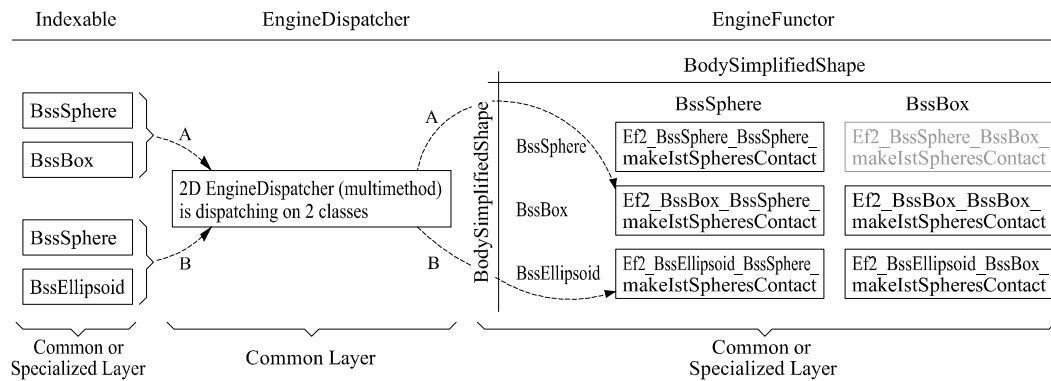 Indexable
EngineDispatcher
EngineFunctor
BodySimplifiedShape
BodySimplifiedShape
BssSphere
BssBox
BssSphere
BssBox
A
BssSphere
BssEllipsoid
B
2D EngineDispatcher (multimethod)
is dispatching on 2 classes
A
B
BssSphere
Ef2_BssSphere_BssSphere_
makeIstSpheresContact
Ef2_BssSphere_BssBox_
makeIstSpheresContact
BssBox
Ef2_BssBox_BssSphere_
makeIstSpheresContact
Ef2_BssBox_BssBox_
makeIstSpheresContact
BssEllipsoid
Ef2_BssEllipsoid_BssSphere_
makeIstSpheresContact
Ef2_BssEllipsoid_BssBox_
makeIstSpheresContact
Common or
Specialized Layer
Common Layer
Common or
Specialized Layer